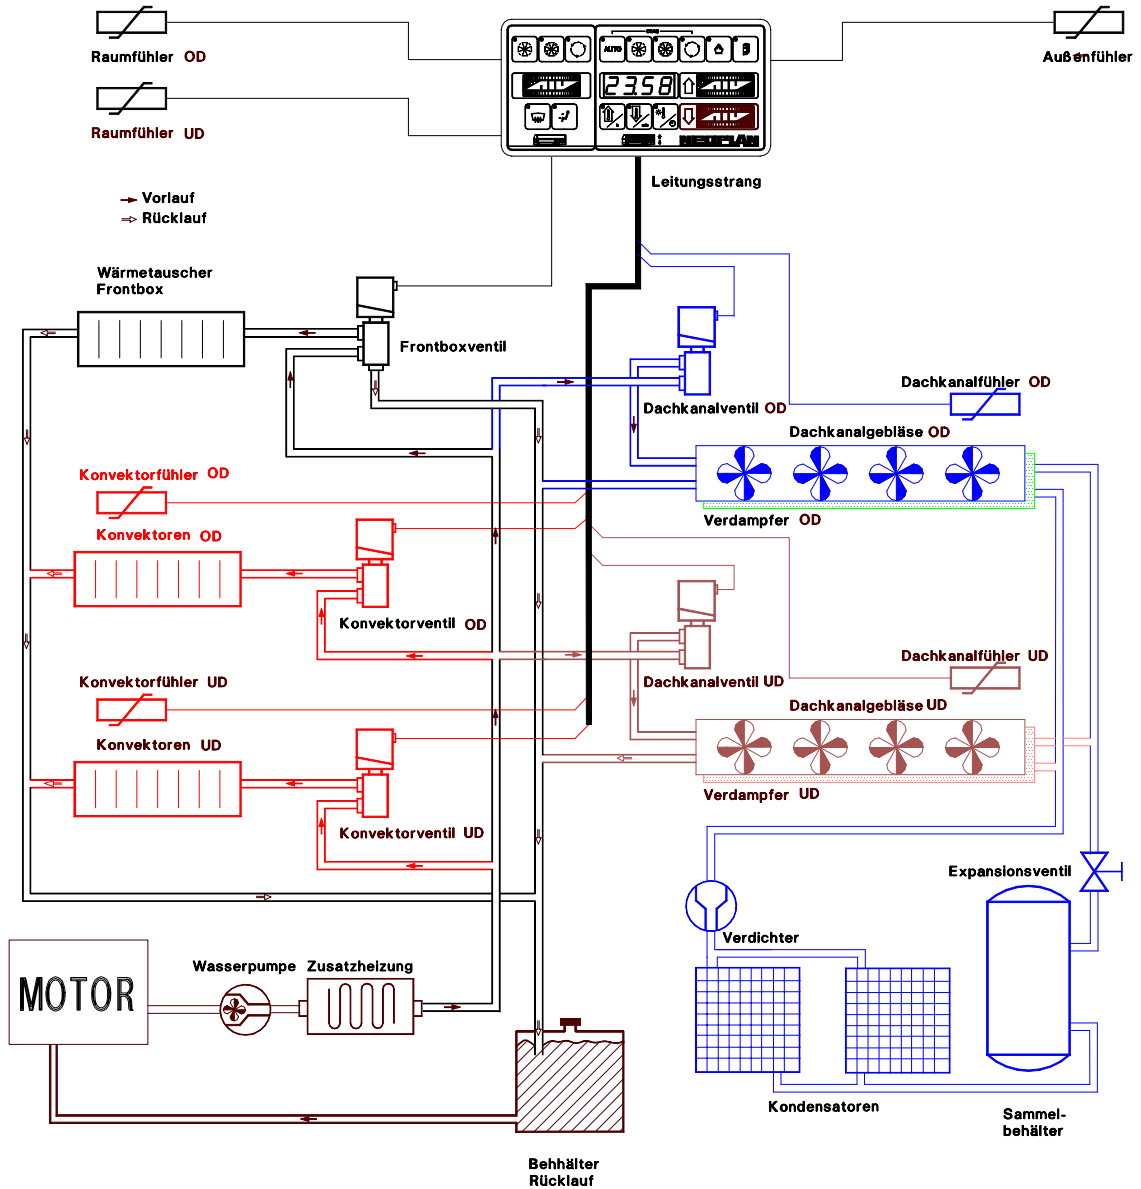 Raumfühler OD
Außenfühler
AUTO
23.58
Raumfühler UD
NEOPLAN
Leitungsstrang
Vorlauf
Rücklauf
Wärmetauscher
Frontbox
Frontboxventil
Dachkanalfühler OD
Dachkanalventil OD
Dachkanalgebläse OD
Konvektorfühler OD
Verdampfer OD
Konvektoren OD
Konvektorventil OD
Dachkanalfühler UD
Konvektorfühler UD
Dachkanalventil UD
Dachkanalgebläse UD
Konvektoren UD
Verdampfer UD
Konvektorventil UD
Expansionsventil
Verdichter
Wasserpumpe
Zusatzheizung
MOTOR
Kondensatoren
Sammel-
behälter
Behhälter
Rücklauf